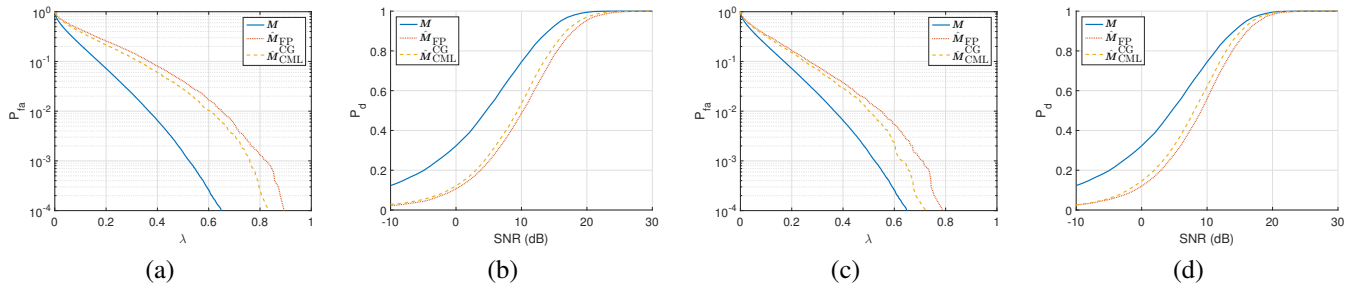 10^0
10^-1
10^-2
10^-3
10^-4
P_fa
0 0.2 0.4 0.6 0.8 1
λ
M
M̂_FP
M̂_CML^CG
(a)
1
0.8
0.6
0.4
0.2
0
P_d
-10 0 10 20 30
SNR (dB)
M
M̂_FP
M̂_CML^CG
(b)
10^0
10^-1
10^-2
10^-3
10^-4
P_fa
0 0.2 0.4 0.6 0.8 1
λ
M
M̂_FP
M̂_CML^CG
(c)
1
0.8
0.6
0.4
0.2
0
P_d
-10 0 10 20 30
SNR (dB)
M
M̂_FP
M̂_CML^CG
(d)